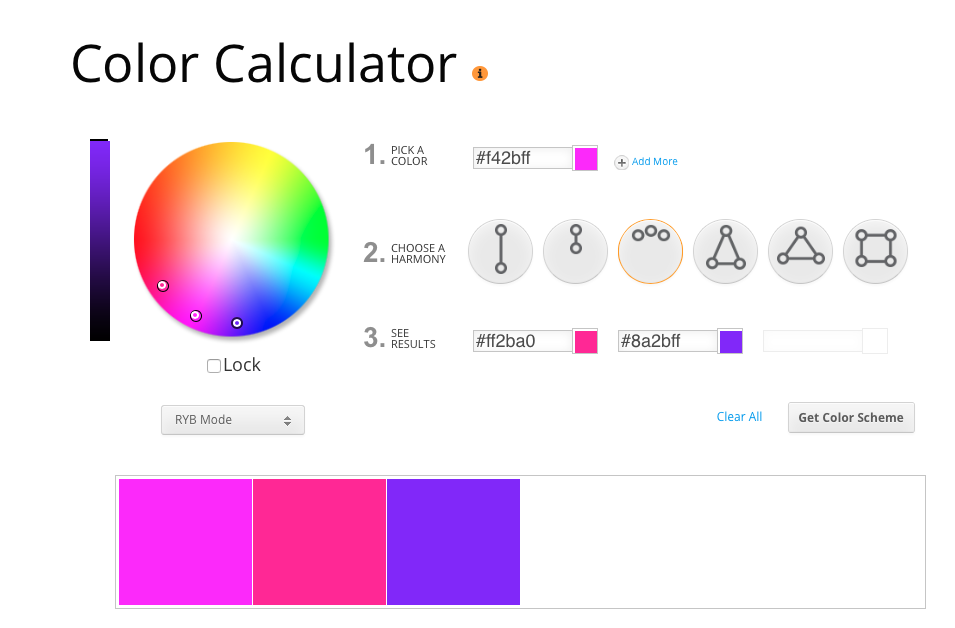 Color Calculator i
1. PICK A
COLOR
#f42bff
+ Add More
2. CHOOSE A
HARMONY
3. SEE
RESULTS
#ff2ba0
#8a2bff
Lock
RYB Mode
Clear All
Get Color Scheme